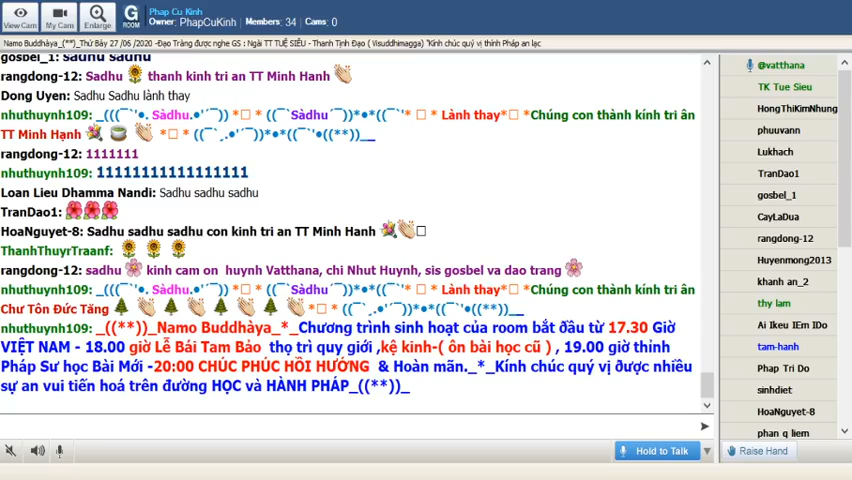 View Cam
My Cam
Enlarge
G
ROOM
Phap Cu Kinh
Owner: PhapCuKinh Members: 34 Cams: 0
Namo Buddhàya_(**)_Thứ Bảy 27 /06 /2020 -Đạo Tràng được nghe GS : Ngài TT TUỆ SIÊU - Thanh Tịnh Đạo ( Visuddhimagga) "Kính chúc quý vị thính Pháp an lạc
gosbel_1: sadhu sadhu
rangdong-12: Sadhu 🌻 thanh kinh tri an TT Minh Hanh 👏
Dong Uyen: Sadhu Sadhu lành thay
nhuthuynh109: _(((¯`'•. Sàdhu.•'´¯)) *□ * ((¯`Sàdhu´¯))*•*((¯`'* □ * Lành thay*□ *Chúng con thành kính tri ân
TT Minh Hạnh 💐 🍵 👏 *□ * ((¯`¸.•'´¯))*•*((¯`'•((**))__
rangdong-12: 1111111
nhuthuynh109: 11111111111111111
Loan Lieu Dhamma Nandi: Sadhu sadhu sadhu
TranDao1: 🌺🌺🌺
HoaNguyet-8: Sadhu sadhu sadhu con kinh tri an TT Minh Hanh 💐👏□
ThanhThuyrTraanf: 🌻 🌻 🌻
rangdong-12: sadhu 🌸 kinh cam on huynh Vatthana, chi Nhut Huynh, sis gosbel va dao trang 🌸
nhuthuynh109: _(((¯`'•. Sàdhu.•'´¯)) *□ * ((¯`Sàdhu´¯))*•*((¯`'* □ * Lành thay*□ *Chúng con thành kính tri ân
Chư Tôn Đức Tăng 🌲 👏 🌲 👏 🌲 👏 *□ * ((¯`¸.•'´¯))*•*((¯`'•((**))__
nhuthuynh109: _((**))_Namo Buddhàya_*_Chương trình sinh hoạt của room bắt đầu từ 17.30 Giờ
VIỆT NAM - 18.00 giờ Lễ Bái Tam Bảo thọ trì quy giới ,kệ kinh-( ôn bài học cũ ) , 19.00 giờ thỉnh
Pháp Sư học Bài Mới -20:00 CHÚC PHÚC HỒI HƯỚNG & Hoàn mãn._*_Kính chúc quý vị được nhiều
sự an vui tiến hoá trên đường HỌC và HÀNH PHÁP_((**))_
@vatthana
TK Tue Sieu
HongThiKimNhung
phuuvann
Lukhach
TranDao1
gosbel_1
CayLaDua
rangdong-12
Huyenmong2013
khanh an_2
thy lam
Ai Ikeu IEm IDo
tam-hanh
Phap Tri Do
sinhdiet
HoaNguyet-8
phan q liem
Hold to Talk
Raise Hand